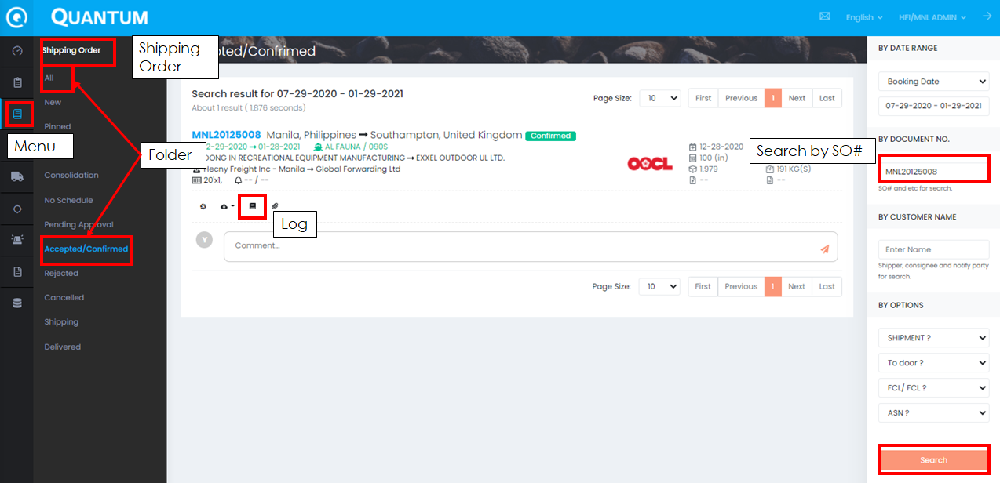 QUANTUM
English
HFI/MNL ADMIN
Shipping Order
All
New
Pinned
Menu
Consolidation
No Schedule
Pending Approval
Accepted/Confirmed
Rejected
Cancelled
Shipping
Delivered
Shipping
Order
Folder
pted/Confrimed
Search result for 07-29-2020 - 01-29-2021
About 1 result ( 1.876 seconds)
Page Size: 10 First Previous 1 Next Last
MNL20125008 Manila, Philippines → Southampton, United Kingdom Confirmed
2-29-2020 → 01-28-2021 AL FAUNA / 090S
DONG IN RECREATIONAL EQUIPMENT MANUFACTURING → EXXEL OUTDOOR UL LTD.
Hecny Freight Inc - Manila → Global Forwarding Ltd
20'x1, -- / --
OOCL
12-28-2020
100 (in)
1.979 191 KG(S)
-- --
Log
Y Comment...
Page Size: 10 First Previous 1 Next Last
Search by SO#
BY DATE RANGE
Booking Date
07-29-2020 - 01-29-2021
BY DOCUMENT NO.
MNL20125008
SO# and etc for search.
BY CUSTOMER NAME
Enter Name
Shipper, consignee and notify party
for search.
BY OPTIONS
SHIPMENT ?
To door ?
FCL/ FCL ?
ASN ?
Search